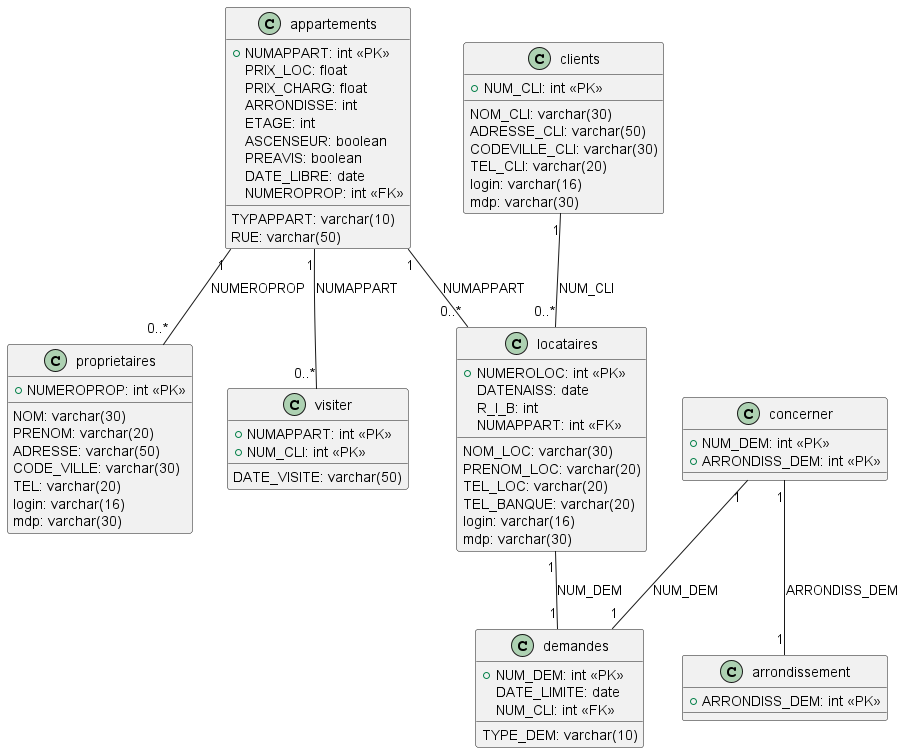 C appartements
NUMAPPART: int «PK»
PRIX_LOC: float
PRIX_CHARG: float
ARRONDISSE: int
ETAGE: int
ASCENSEUR: boolean
PREAVIS: boolean
DATE_LIBRE: date
NUMEROPROP: int «FK»
TYPAPPART: varchar(10)
RUE: varchar(50)
C clients
NUM_CLI: int «PK»
NOM_CLI: varchar(30)
ADRESSE_CLI: varchar(50)
CODEVILLE_CLI: varchar(30)
TEL_CLI: varchar(20)
login: varchar(16)
mdp: varchar(30)
1
1
1
1
NUMEROPROP
NUMAPPART
NUMAPPART
NUM_CLI
0..*
0..*
0..*
0..*
C proprietaires
NUMEROPROP: int «PK»
NOM: varchar(30)
PRENOM: varchar(20)
ADRESSE: varchar(50)
CODE_VILLE: varchar(30)
TEL: varchar(20)
login: varchar(16)
mdp: varchar(30)
C visiter
NUMAPPART: int «PK»
NUM_CLI: int «PK»
DATE_VISITE: varchar(50)
C locataires
NUMEROLOC: int «PK»
DATENAISS: date
R_I_B: int
NUMAPPART: int «FK»
NOM_LOC: varchar(30)
PRENOM_LOC: varchar(20)
TEL_LOC: varchar(20)
TEL_BANQUE: varchar(20)
login: varchar(16)
mdp: varchar(30)
C concerner
NUM_DEM: int «PK»
ARRONDISS_DEM: int «PK»
1
1
1
NUM_DEM
NUM_DEM
ARRONDISS_DEM
1
1
1
C demandes
NUM_DEM: int «PK»
DATE_LIMITE: date
NUM_CLI: int «FK»
TYPE_DEM: varchar(10)
C arrondissement
ARRONDISS_DEM: int «PK»